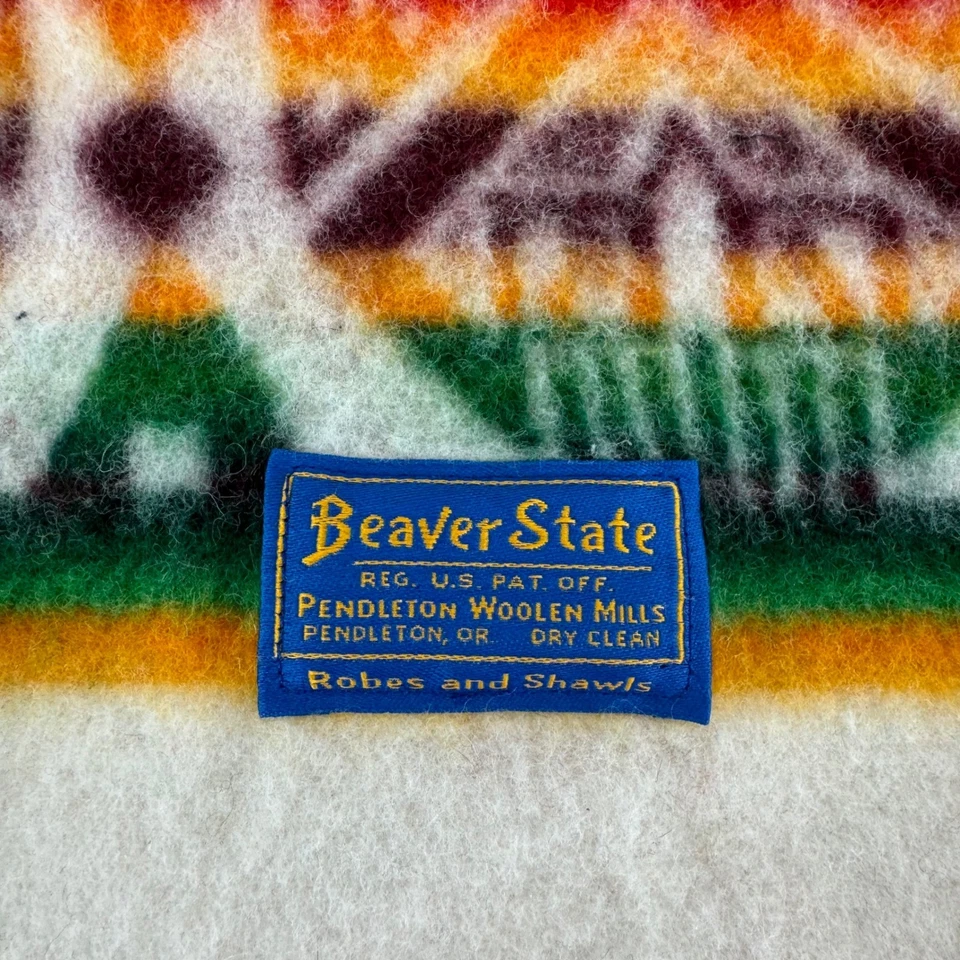 Beaver State
REG. U.S. PAT. OFF.
PENDLETON WOOLEN MILLS
PENDLETON, OR. DRY CLEAN
Robes and Shawls